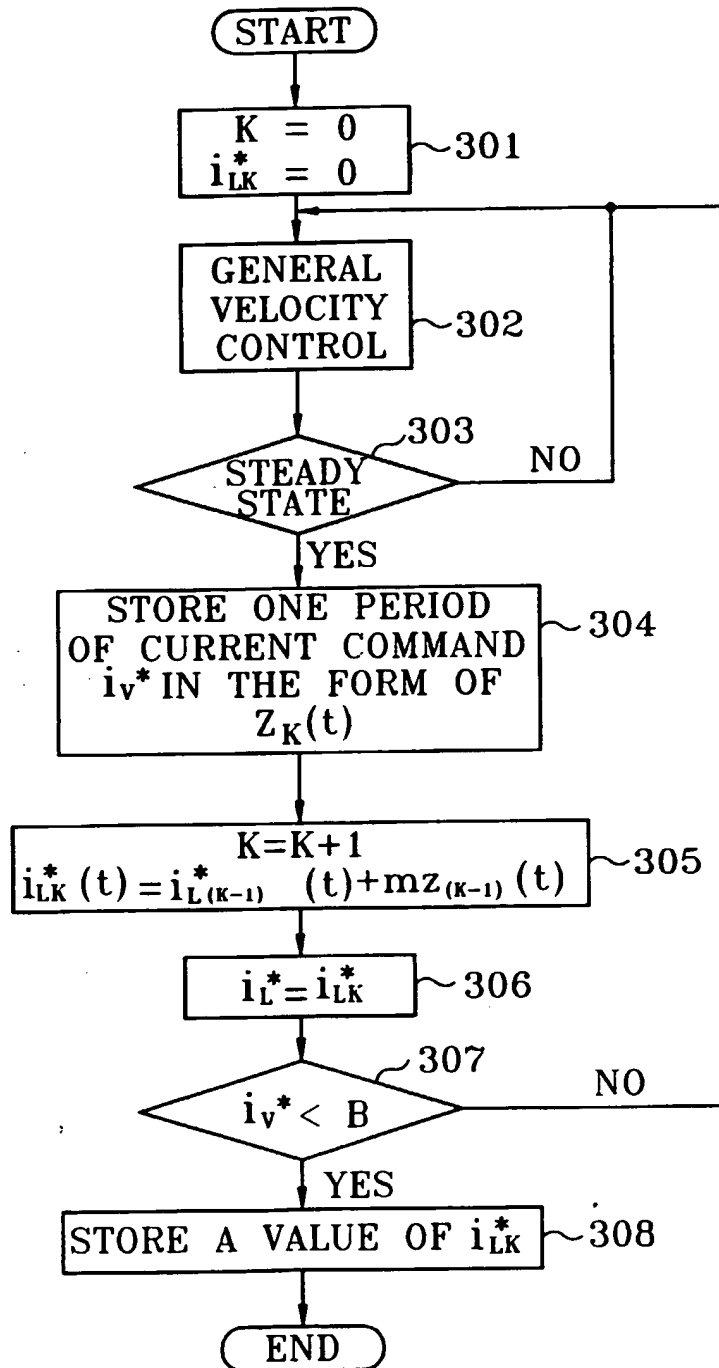 START
K = 0
i*LK = 0
301
GENERAL
VELOCITY
CONTROL
302
303
STEADY
STATE
NO
YES
STORE ONE PERIOD
OF CURRENT COMMAND
iv* IN THE FORM OF
ZK(t)
304
K=K+1
i*LK(t)=i*L(K-1) (t)+mz(K-1)(t)
305
iL*=i*LK
306
307
iv*< B
NO
YES
STORE A VALUE OF i*LK
308
END